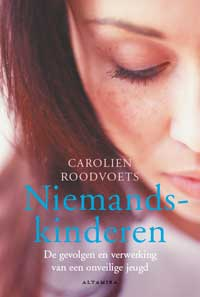 CAROLIEN
ROODVOETS
Niemands-
kinderen
De gevolgen en verwerking
van een onveilige jeugd
ALTAMIRA